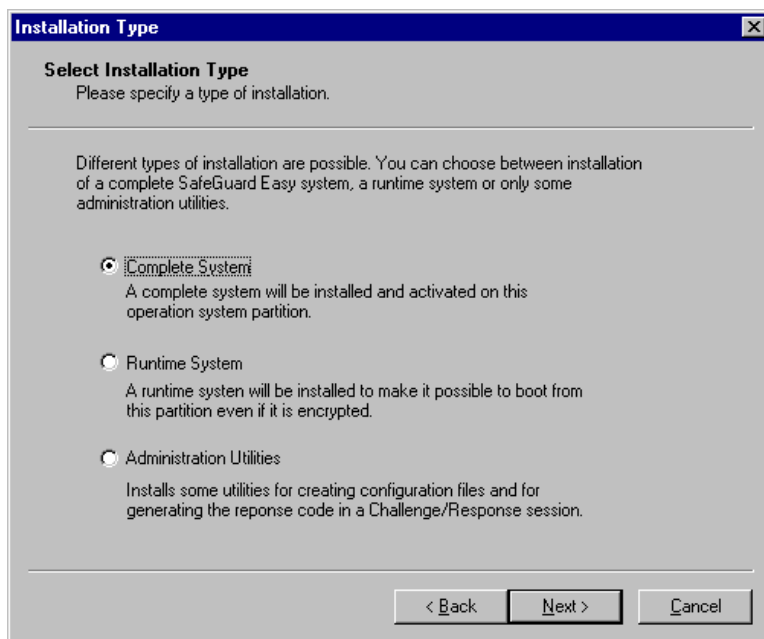 Installation Type
Select Installation Type
Please specify a type of installation.
Different types of installation are possible. You can choose between installation
of a complete SafeGuard Easy system, a runtime system or only some
administration utilities.
Complete System
A complete system will be installed and activated on this
operation system partition.
Runtime System
A runtime systen will be installed to make it possible to boot from
this partition even if it is encrypted.
Administration Utilities
Installs some utilities for creating configuration files and for
generating the reponse code in a Challenge/Response session.
< Back
Next >
Cancel